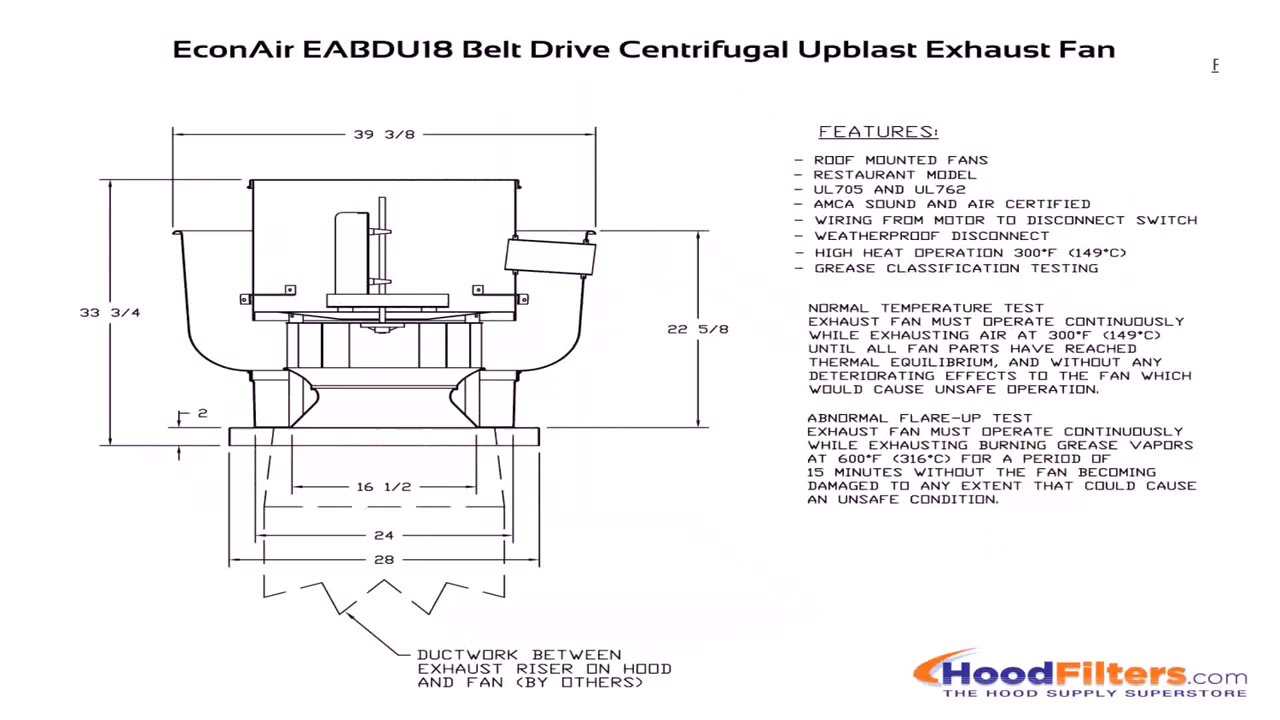 EconAir EABDU18 Belt Drive Centrifugal Upblast Exhaust Fan
F
39 3/8
33 3/4
22 5/8
2
16 1/2
24
28
DUCTWORK BETWEEN
EXHAUST RISER ON HOOD
AND FAN (BY OTHERS)
FEATURES:
- ROOF MOUNTED FANS
- RESTAURANT MODEL
- UL705 AND UL762
- AMCA SOUND AND AIR CERTIFIED
- WIRING FROM MOTOR TO DISCONNECT SWITCH
- WEATHERPROOF DISCONNECT
- HIGH HEAT OPERATION 300°F (149°C)
- GREASE CLASSIFICATION TESTING
NORMAL TEMPERATURE TEST
EXHAUST FAN MUST OPERATE CONTINUOUSLY
WHILE EXHAUSTING AIR AT 300°F (149°C)
UNTIL ALL FAN PARTS HAVE REACHED
THERMAL EQUILIBRIUM, AND WITHOUT ANY
DETERIORATING EFFECTS TO THE FAN WHICH
WOULD CAUSE UNSAFE OPERATION.
ABNORMAL FLARE-UP TEST
EXHAUST FAN MUST OPERATE CONTINUOUSLY
WHILE EXHAUSTING BURNING GREASE VAPORS
AT 600°F (316°C) FOR A PERIOD OF
15 MINUTES WITHOUT THE FAN BECOMING
DAMAGED TO ANY EXTENT THAT COULD CAUSE
AN UNSAFE CONDITION.
HoodFilters.com
THE HOOD SUPPLY SUPERSTORE